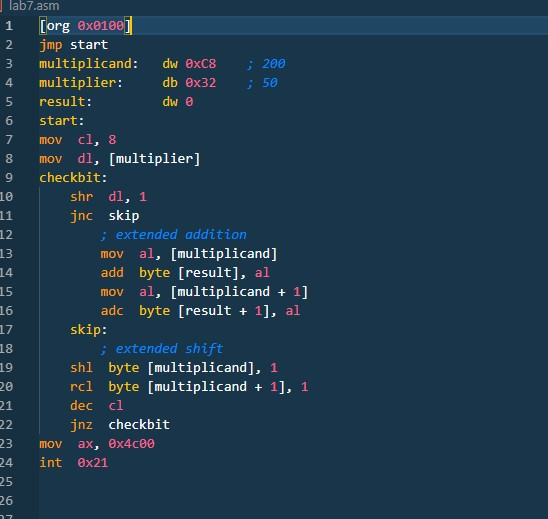 lab7.asm
1 [org 0x0100]
2 jmp start
3 multiplicand: dw 0xC8 ; 200
4 multiplier: db 0x32 ; 50
5 result: dw 0
6 start:
7 mov cl, 8
8 mov dl, [multiplier]
9 checkbit:
10 shr dl, 1
11 jnc skip
12 ; extended addition
13 mov al, [multiplicand]
14 add byte [result], al
15 mov al, [multiplicand + 1]
16 adc byte [result + 1], al
17 skip:
18 ; extended shift
19 shl byte [multiplicand], 1
20 rcl byte [multiplicand + 1], 1
21 dec cl
22 jnz checkbit
23 mov ax, 0x4c00
24 int 0x21
25
26
27